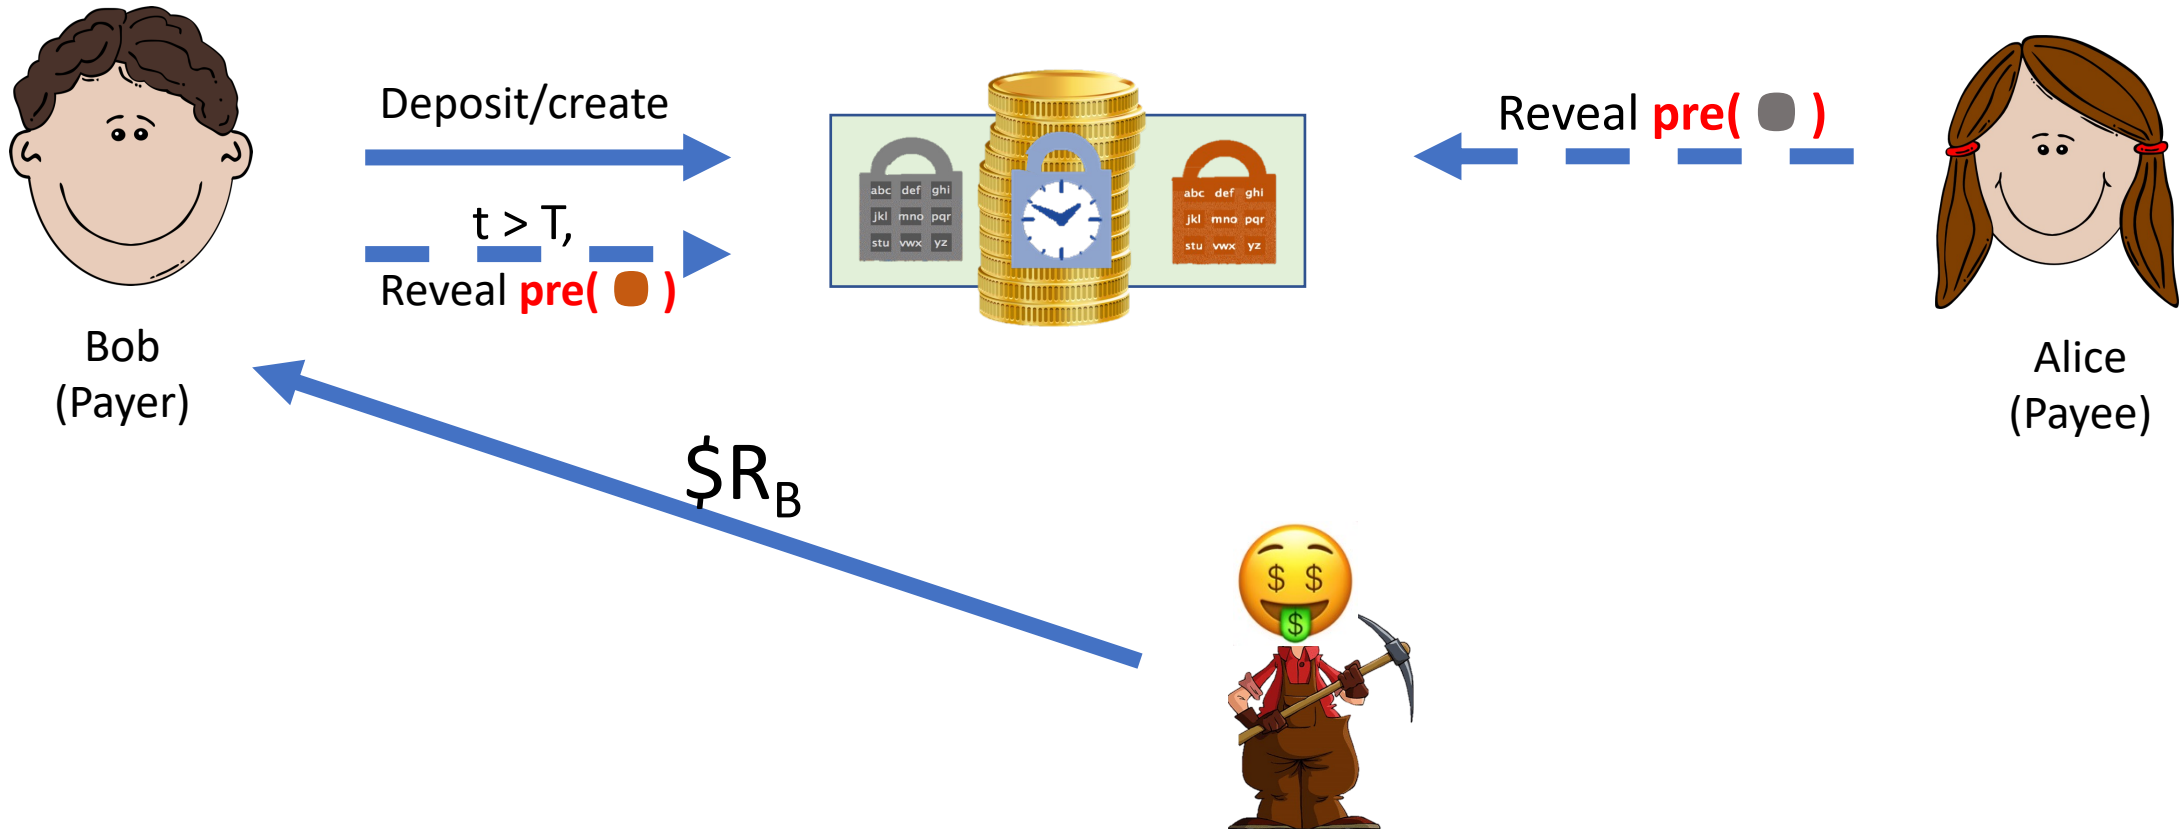 Deposit/create
t > T,
Reveal pre( )
Bob
(Payer)
abc def ghi
jkl mno pqr
stu vwx yz
abc def ghi
jkl mno pqr
stu vwx yz
Reveal pre( )
Alice
(Payee)
$R_B
$ $
$